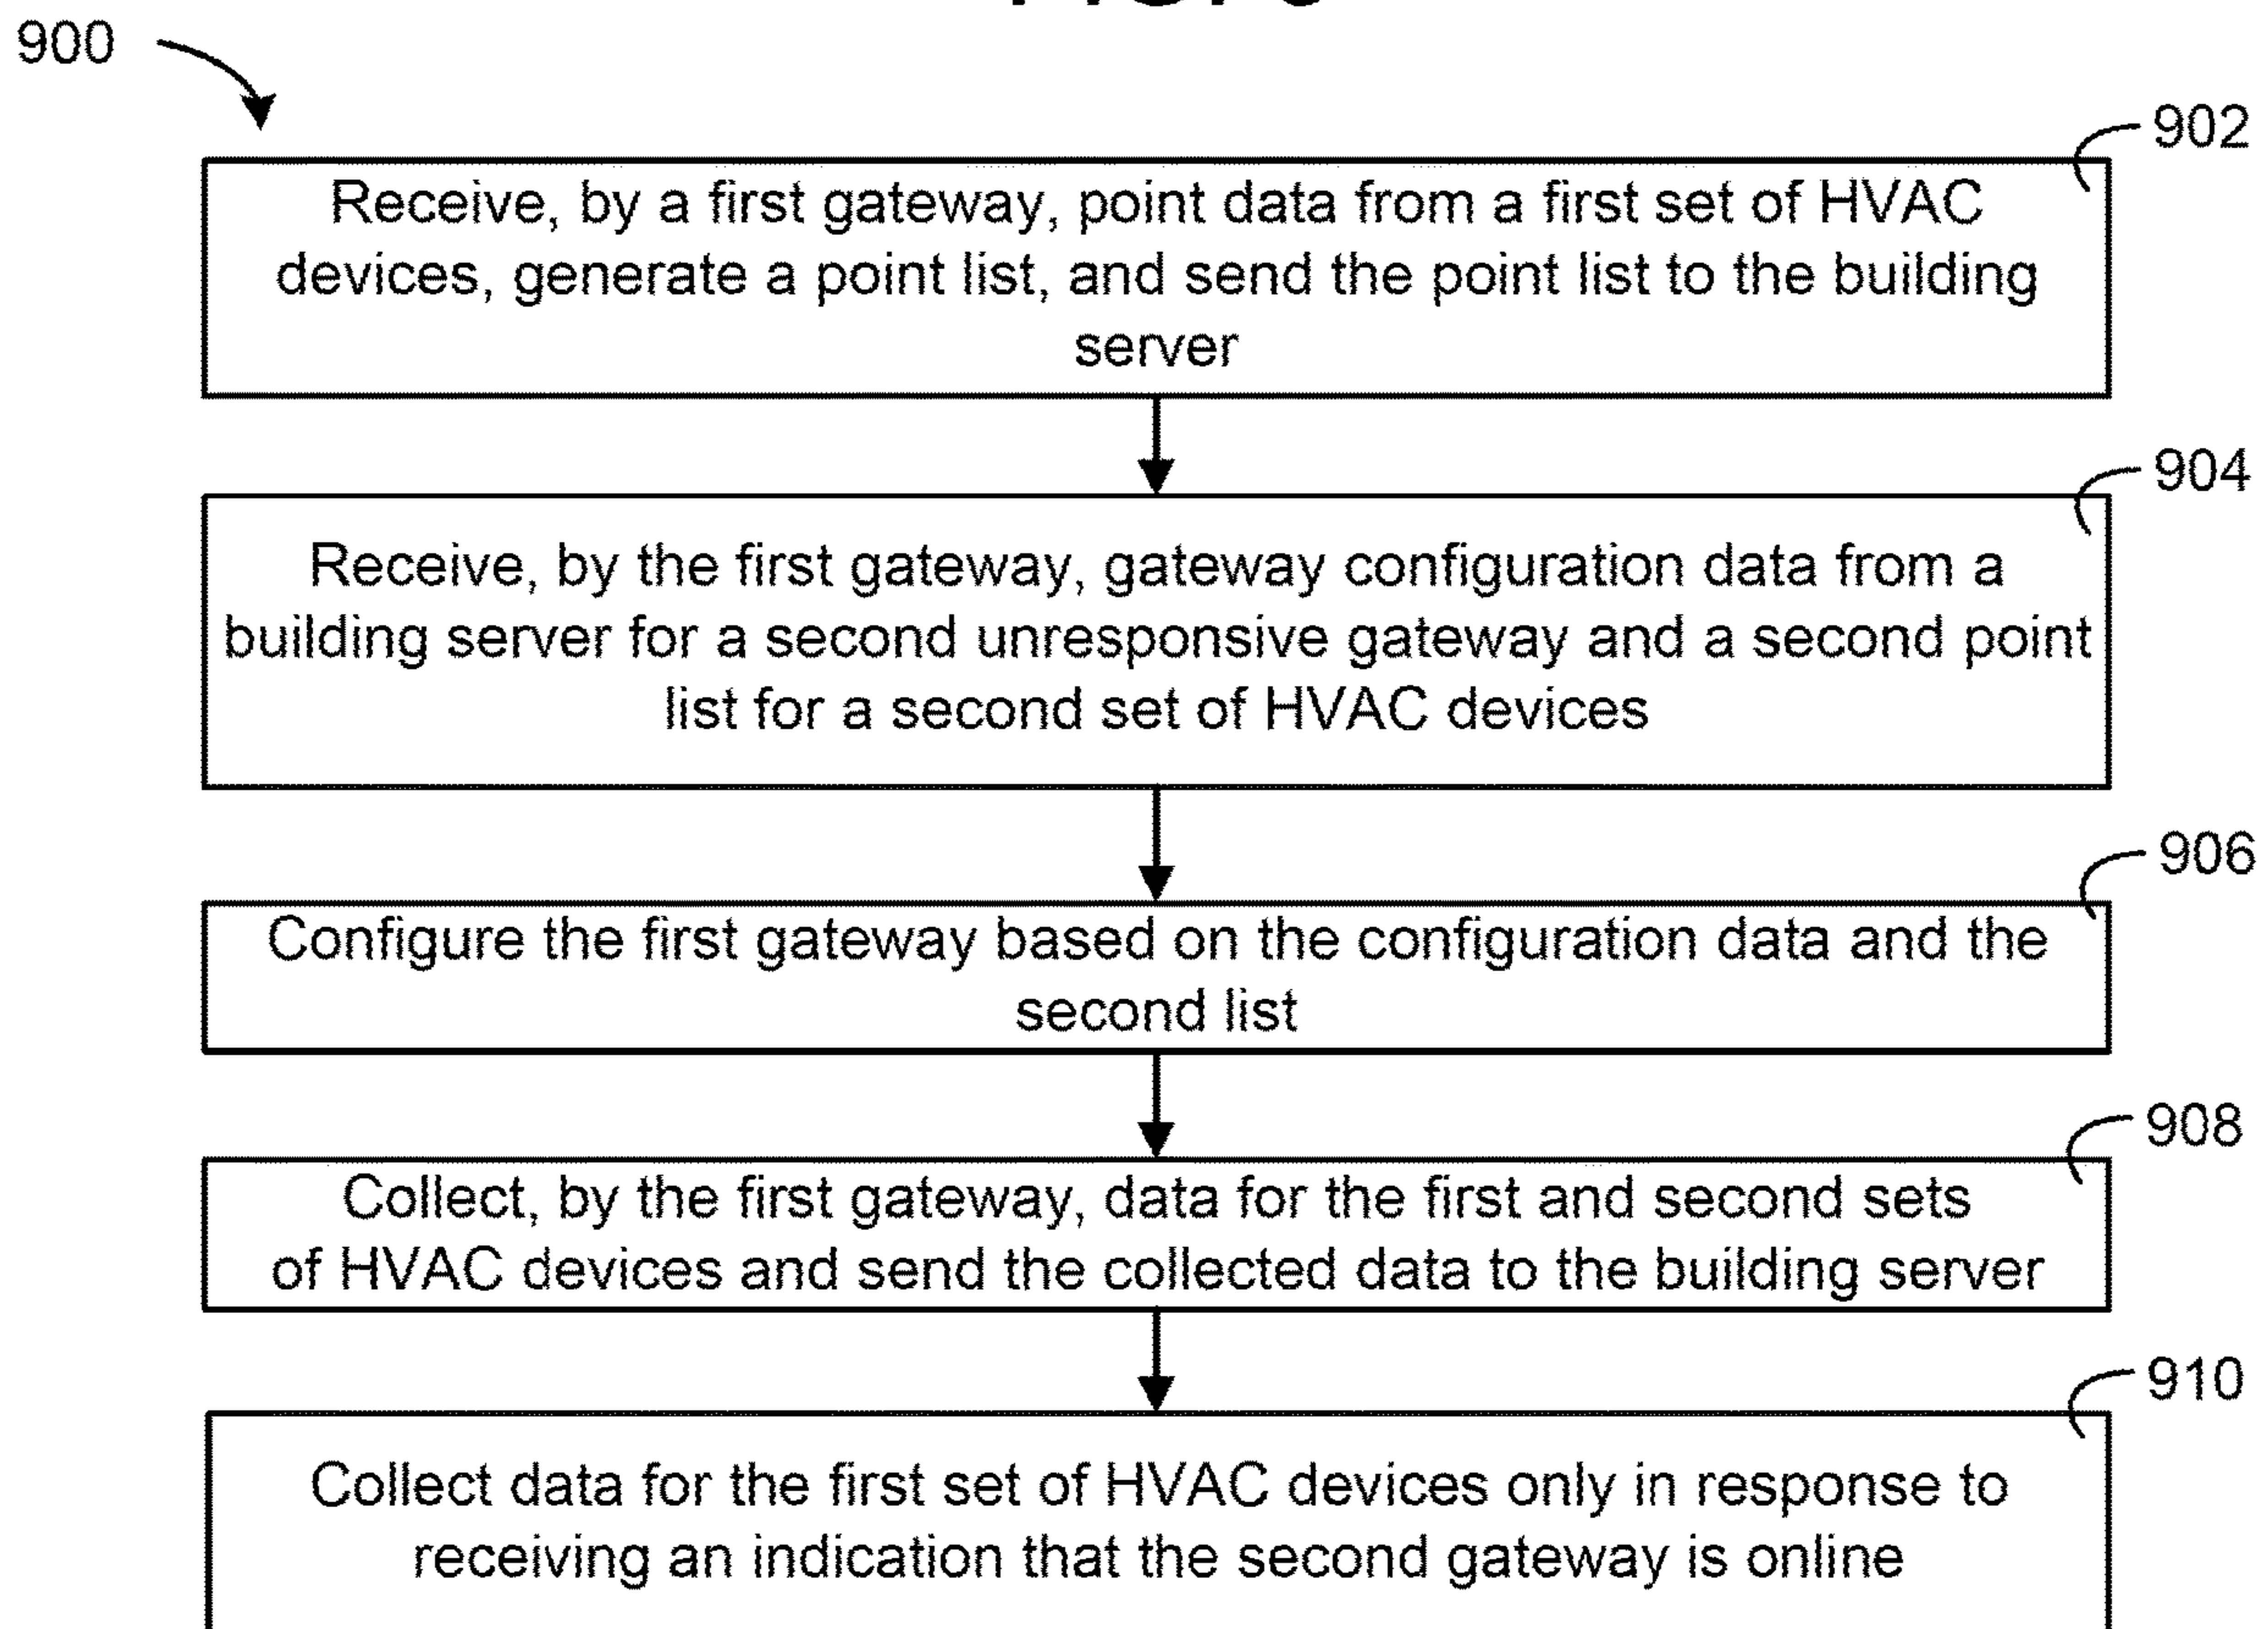 900
902
Receive, by a first gateway, point data from a first set of HVAC
devices, generate a point list, and send the point list to the building
server
904
Receive, by the first gateway, gateway configuration data from a
building server for a second unresponsive gateway and a second point
list for a second set of HVAC devices
906
Configure the first gateway based on the configuration data and the
second list
908
Collect, by the first gateway, data for the first and second sets
of HVAC devices and send the collected data to the building server
910
Collect data for the first set of HVAC devices only in response to
receiving an indication that the second gateway is online